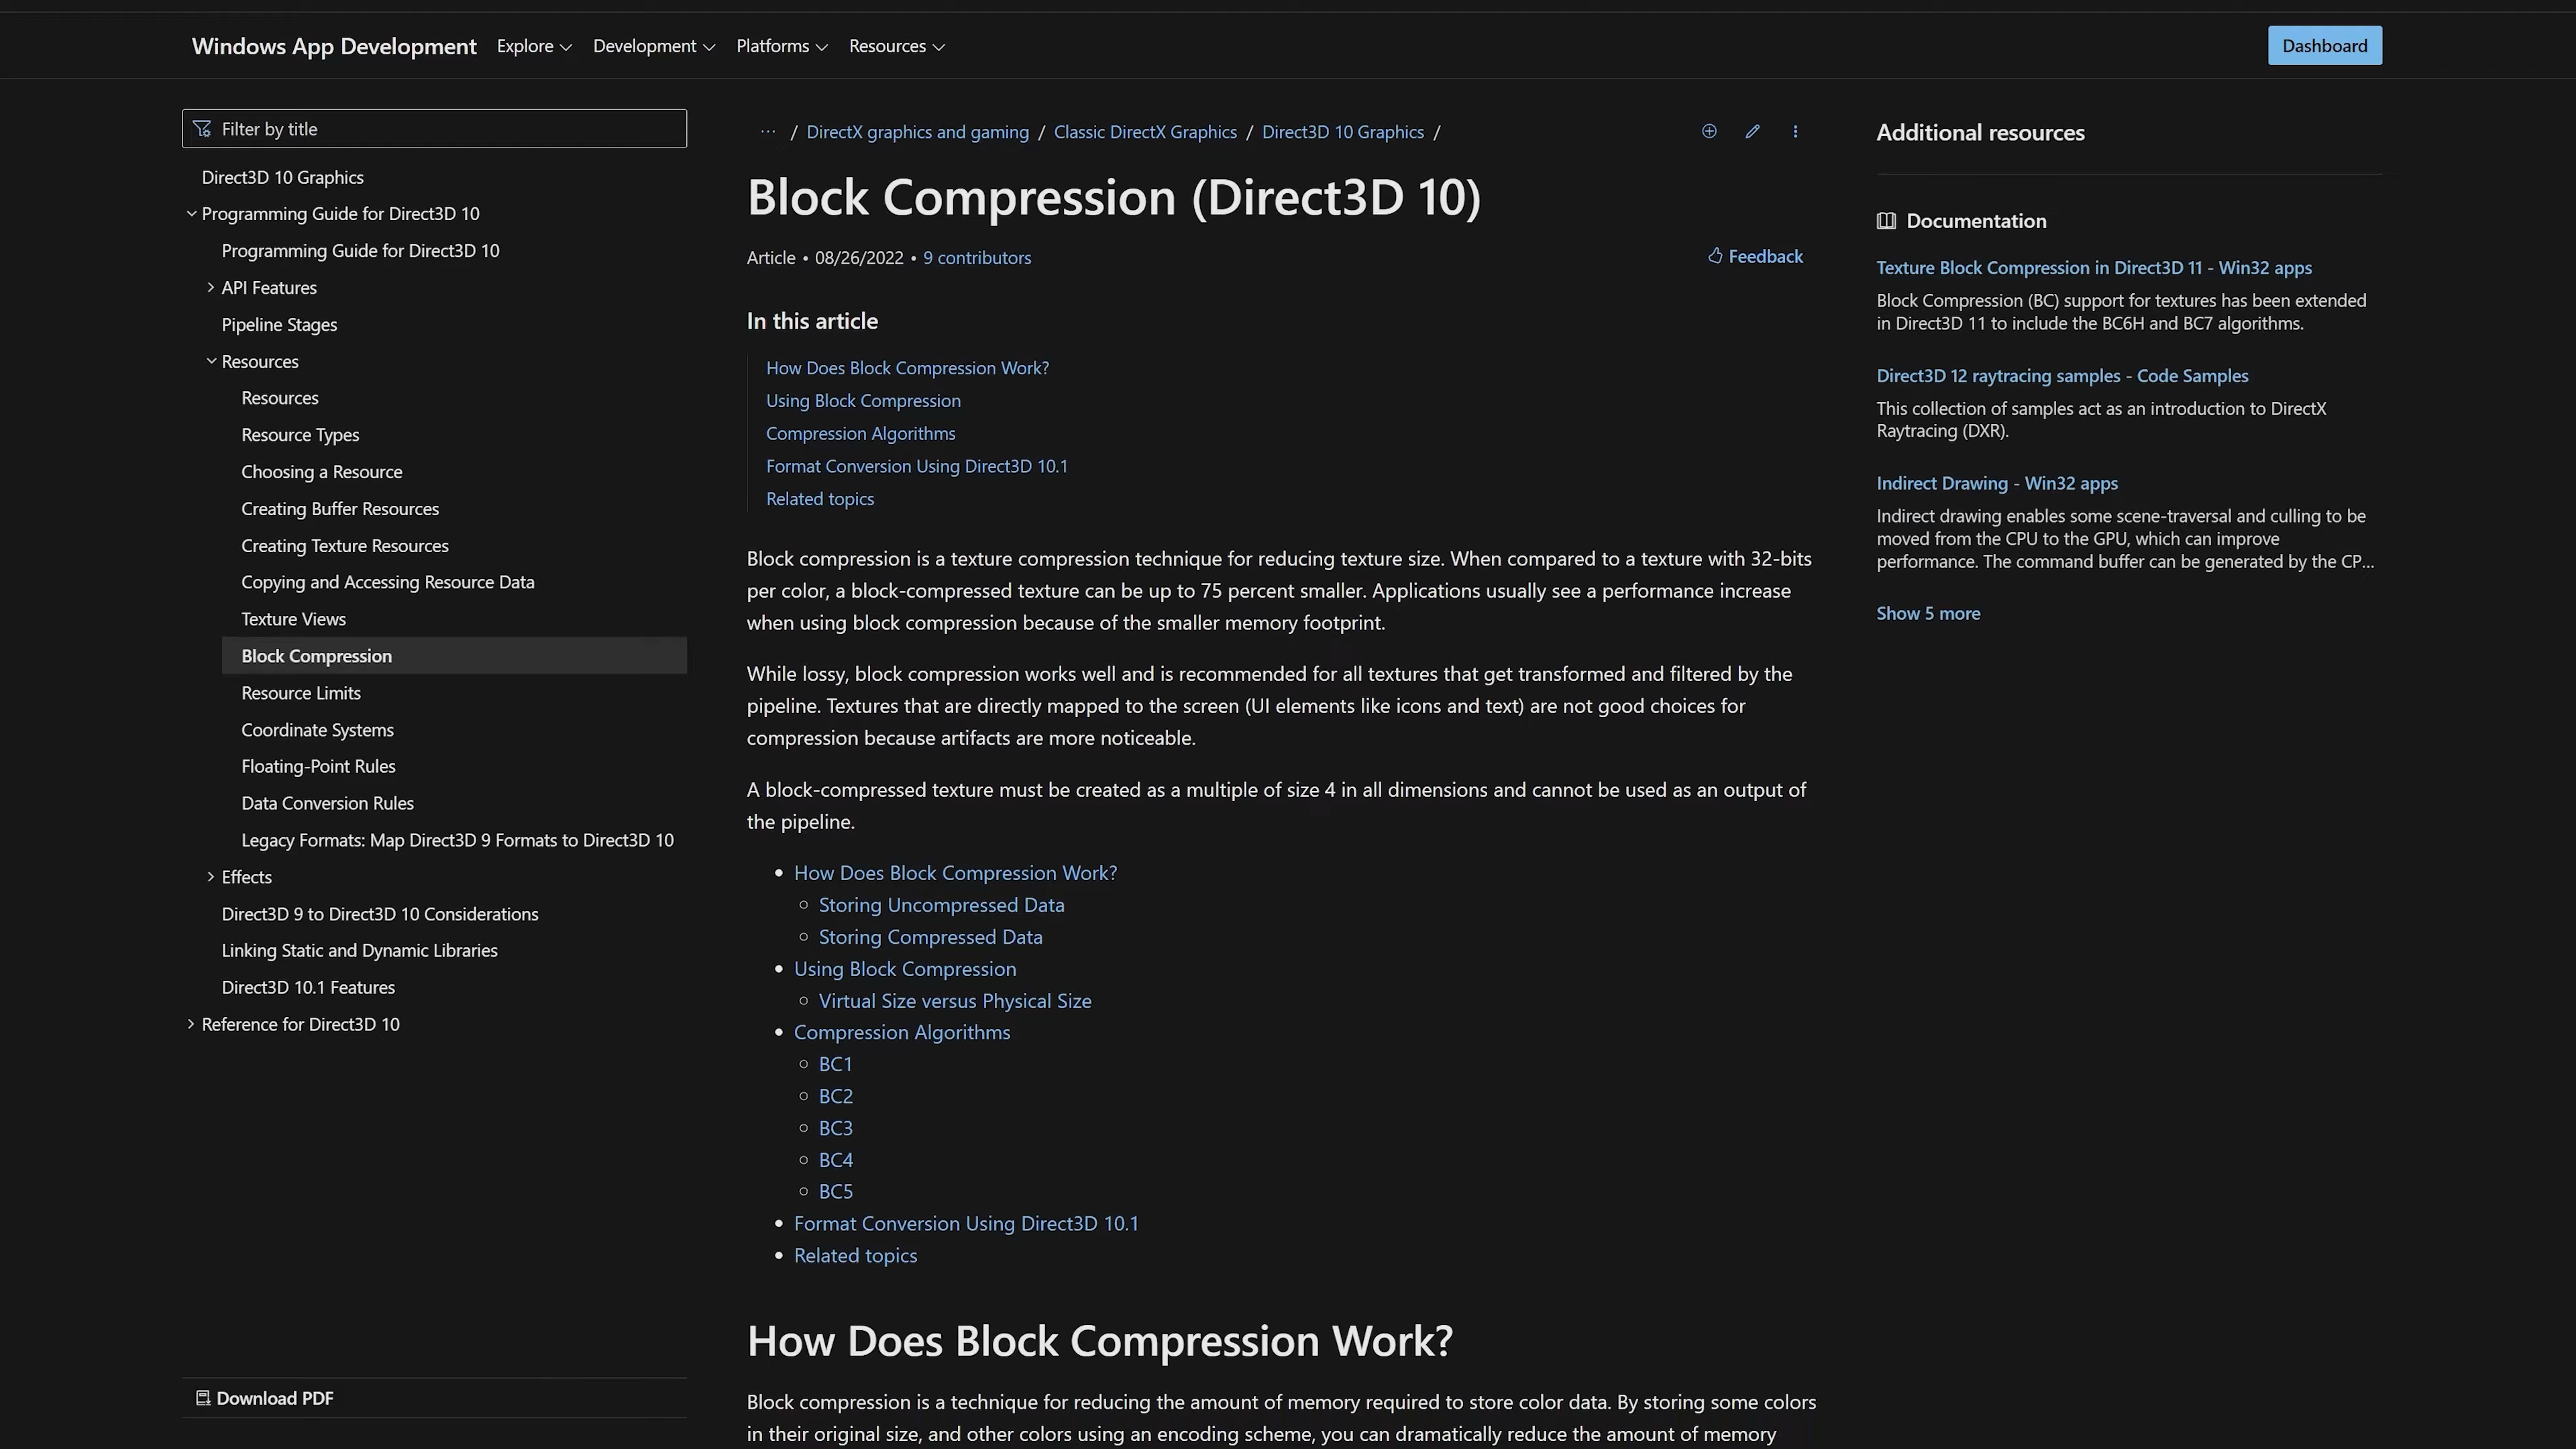 Windows App Development Explore Development Platforms Resources Dashboard
Filter by title
Direct3D 10 Graphics
Programming Guide for Direct3D 10
Programming Guide for Direct3D 10
API Features
Pipeline Stages
Resources
Resources
Resource Types
Choosing a Resource
Creating Buffer Resources
Creating Texture Resources
Copying and Accessing Resource Data
Texture Views
Block Compression
Resource Limits
Coordinate Systems
Floating-Point Rules
Data Conversion Rules
Legacy Formats: Map Direct3D 9 Formats to Direct3D 10
Effects
Direct3D 9 to Direct3D 10 Considerations
Linking Static and Dynamic Libraries
Direct3D 10.1 Features
Reference for Direct3D 10
Download PDF
··· / DirectX graphics and gaming / Classic DirectX Graphics / Direct3D 10 Graphics /
Block Compression (Direct3D 10)
Article • 08/26/2022 • 9 contributors
Feedback
In this article
How Does Block Compression Work?
Using Block Compression
Compression Algorithms
Format Conversion Using Direct3D 10.1
Related topics
Block compression is a texture compression technique for reducing texture size. When compared to a texture with 32-bits
per color, a block-compressed texture can be up to 75 percent smaller. Applications usually see a performance increase
when using block compression because of the smaller memory footprint.
While lossy, block compression works well and is recommended for all textures that get transformed and filtered by the
pipeline. Textures that are directly mapped to the screen (UI elements like icons and text) are not good choices for
compression because artifacts are more noticeable.
A block-compressed texture must be created as a multiple of size 4 in all dimensions and cannot be used as an output of
the pipeline.
• How Does Block Compression Work?
○ Storing Uncompressed Data
○ Storing Compressed Data
• Using Block Compression
○ Virtual Size versus Physical Size
• Compression Algorithms
○ BC1
○ BC2
○ BC3
○ BC4
○ BC5
• Format Conversion Using Direct3D 10.1
• Related topics
How Does Block Compression Work?
Block compression is a technique for reducing the amount of memory required to store color data. By storing some colors
in their original size, and other colors using an encoding scheme, you can dramatically reduce the amount of memory
Additional resources
Documentation
Texture Block Compression in Direct3D 11 - Win32 apps
Block Compression (BC) support for textures has been extended
in Direct3D 11 to include the BC6H and BC7 algorithms.
Direct3D 12 raytracing samples - Code Samples
This collection of samples act as an introduction to DirectX
Raytracing (DXR).
Indirect Drawing - Win32 apps
Indirect drawing enables some scene-traversal and culling to be
moved from the CPU to the GPU, which can improve
performance. The command buffer can be generated by the CP...
Show 5 more